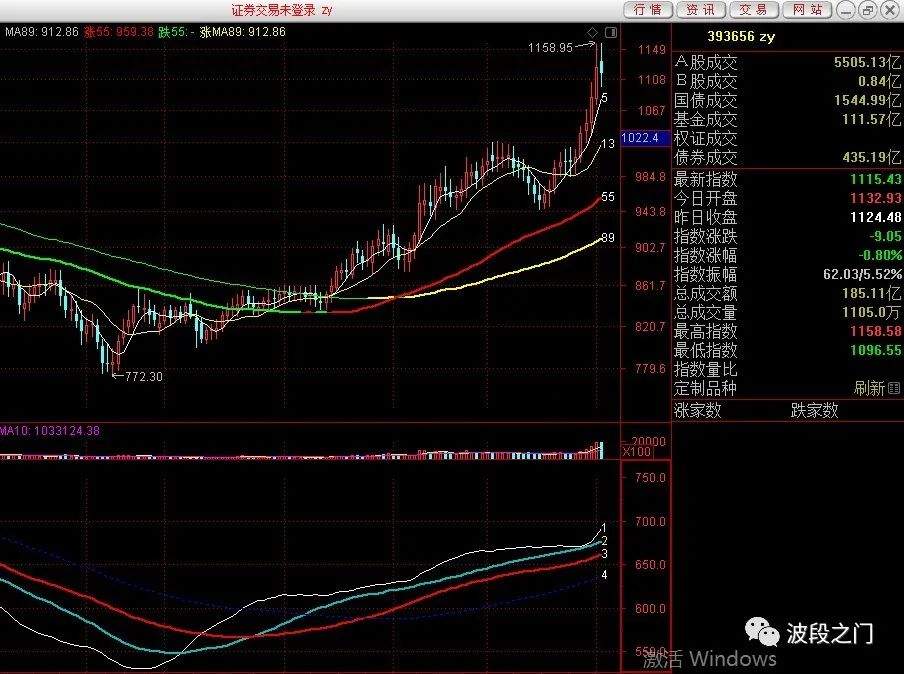 证券交易未登录 zy
行 情 资 讯 交 易 网 站
MA89: 912.86 涨55: 959.38 跌55: - 涨MA89: 912.86
393656 zy
1158.95
1149
1108
1067
1022.4
984.8
943.8
902.7
861.7
820.7
779.6
5
13
55
89
772.30
A股成交 5505.13亿
B股成交 0.84亿
国债成交 1544.99亿
基金成交 111.57亿
权证成交
债券成交 435.19亿
最新指数 1115.43
今日开盘 1132.93
昨日收盘 1124.48
指数涨跌 -9.05
指数涨幅 -0.80%
指数振幅 62.03/5.52%
总成交额 185.11亿
总成交量 1105.0万
最高指数 1158.58
最低指数 1096.55
指数量比
定制品种 刷新
涨家数 跌家数
MA10: 1033124.38
20000
X100
750.0
700.0
650.0
600.0
1
2
3
4
波段之门
激活 Windows